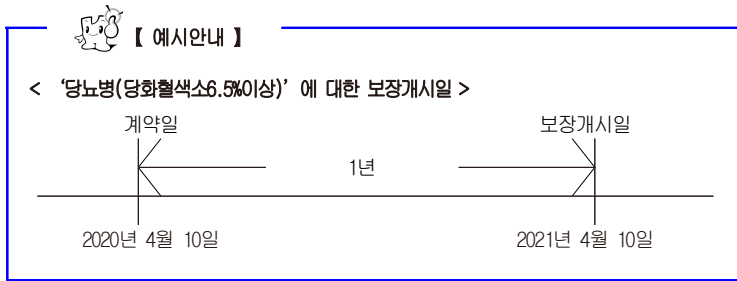 【 예시안내 】
< ‘당뇨병(당화혈색소6.5%이상)’에 대한 보장개시일 >
계약일 보장개시일
1년
2020년 4월 10일 2021년 4월 10일